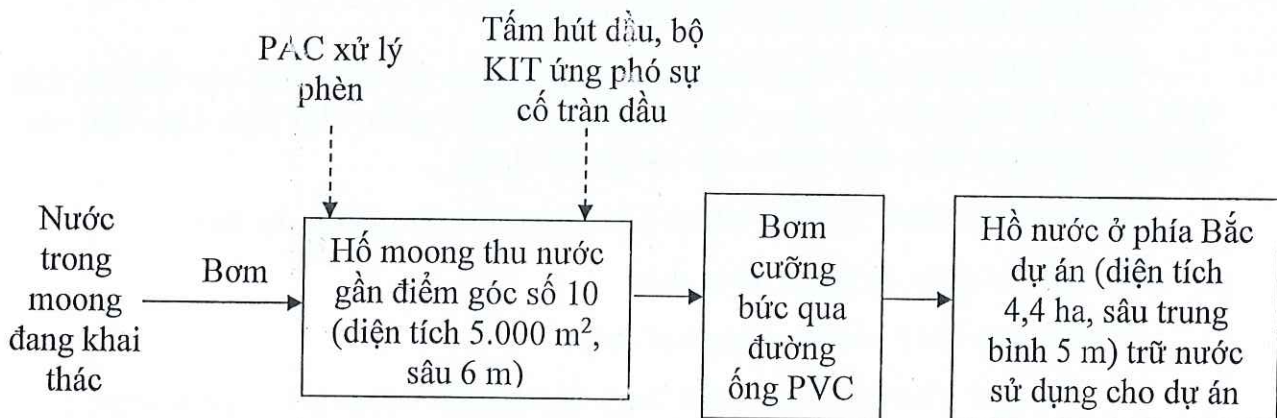 PAC xử lý
phèn
Tấm hút dầu, bộ
KIT ứng phó sự
cố tràn dầu
Nước
trong
moong
đang khai
thác
Bơm
Hố moong thu nước
gần điểm góc số 10
(diện tích 5.000 m², 
sâu 6 m)
Bơm
cưỡng
bức qua
đường
ống PVC
Hồ nước ở phía Bắc
dự án (diện tích
4,4 ha, sâu trung
bình 5 m) trữ nước
sử dụng cho dự án